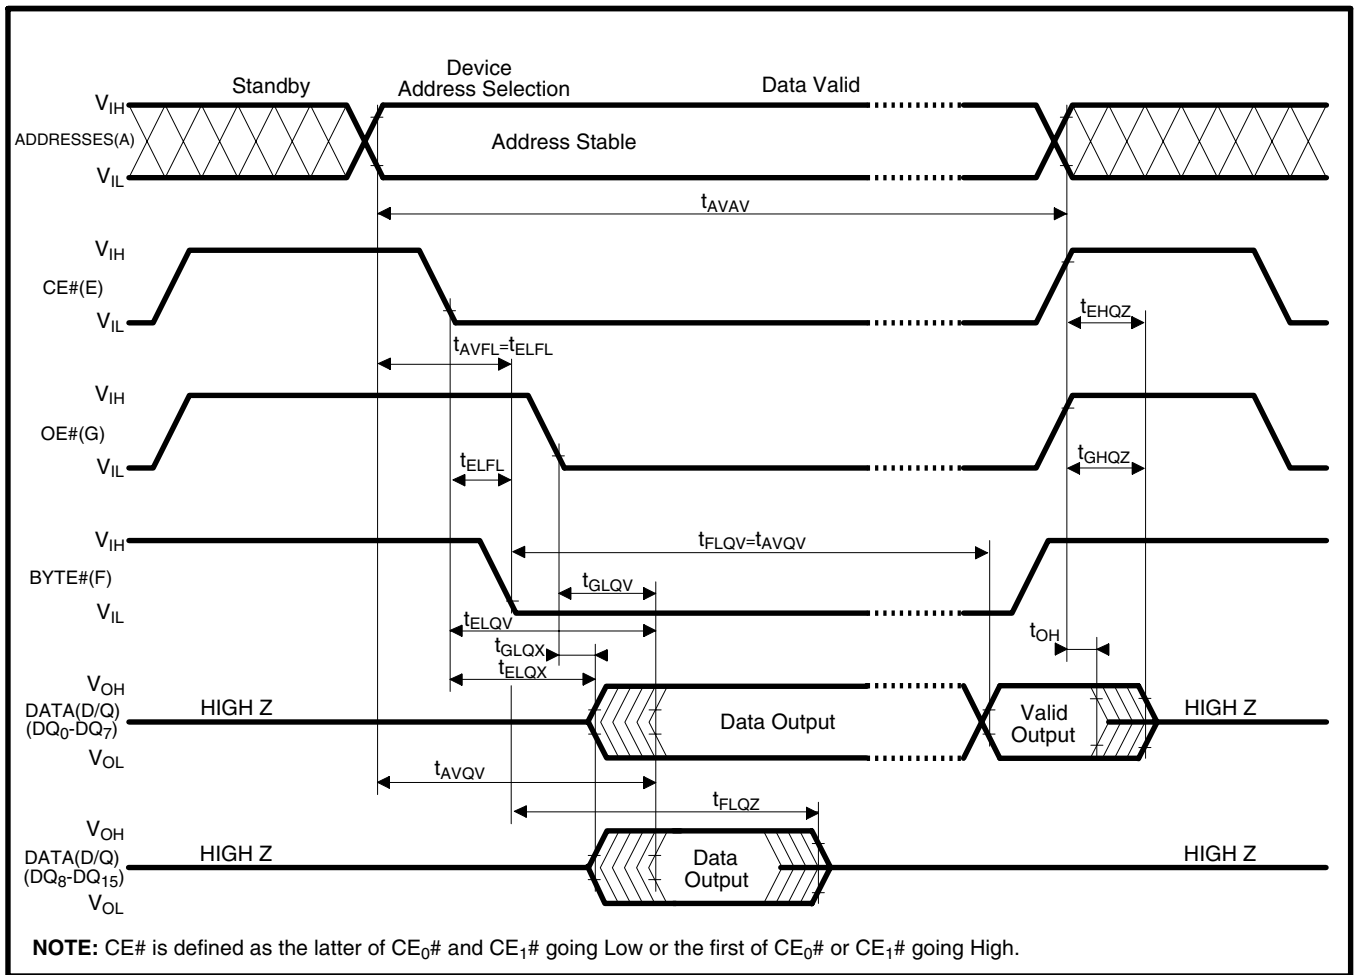 Standby
Device
Address Selection
Data Valid
VIH
ADDRESSES(A)
Address Stable
VIL
tAVAV
VIH
CE#(E)
tEHQZ
VIL
tAVFL=tELFL
VIH
OE#(G)
tGHQZ
VIL
tELFL
VIH
tFLQV=tAVQV
BYTE#(F)
tGLQV
VIL
tELQV
tOH
tGLQX
tELQX
VOH
DATA(D/Q)
(DQ0-DQ7)
HIGH Z
Data Output
Valid
Output
HIGH Z
VOL
tAVQV
tFLQZ
VOH
DATA(D/Q)
(DQ8-DQ15)
HIGH Z
Data
Output
HIGH Z
VOL
NOTE: CE# is defined as the latter of CE0# and CE1# going Low or the first of CE0# or CE1# going High.